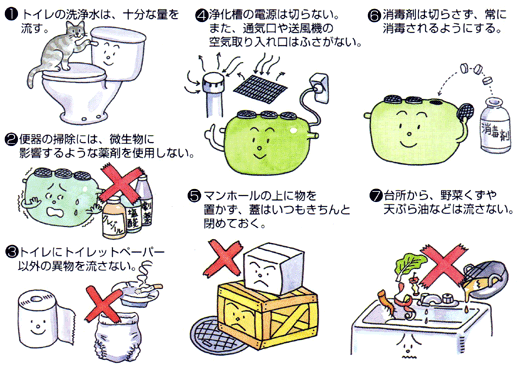 ❶トイレの洗浄水は、十分な量を
流す。
❷便器の掃除には、微生物に
影響するような薬剤を使用しない。
塩酸
劇薬
❸トイレにトイレットペーパー
以外の異物を流さない。
❹浄化槽の電源は切らない。
また、通気口や送風機の
空気取り入れ口はふさがない。
❺マンホールの上に物を
置かず、蓋はいつもきちんと
閉めておく。
❻消毒剤は切らさず、常に
消毒されるようにする。
消毒剤
❼台所から、野菜くずや
天ぷら油などは流さない。